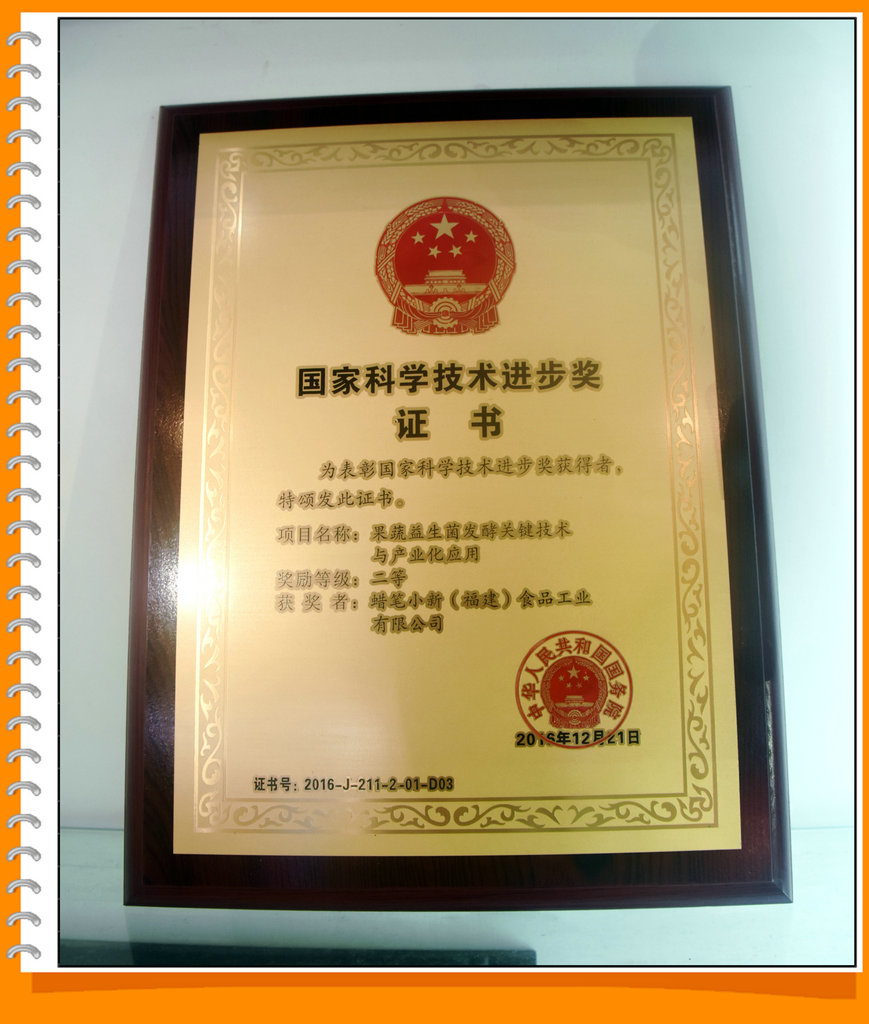 国家科学技术进步奖
证 书
为表彰国家科学技术进步奖获得者，
特颁发此证书。
项目名称：果蔬益生菌发酵关键技术
与产业化应用
奖励等级：二等
获 奖 者：蜡笔小新（福建）食品工业
有限公司
中华人民共和国国务院
2016年12月21日
证书号：2016-J-211-2-01-D03